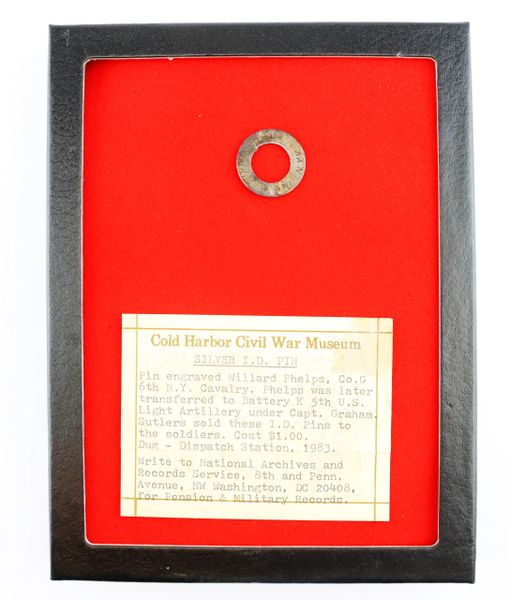 Cold Harbor Civil War Museum
SILVER I.D. PIN
Pin engraved Willard Phelps, Co.G
6th N.Y. Cavalry. Phelps was later
transferred to Battery K 5th U.S.
Light Artillery under Capt. Graham.
Sutlers sold these I.D. Pins to
the soldiers. Cost $1.00.
Dug - Dispatch Station. 1983.
Write to National Archives and
Records Service, 8th and Penn.
Avenue, NW Washington, DC 20408,
for Pension & Military Records.